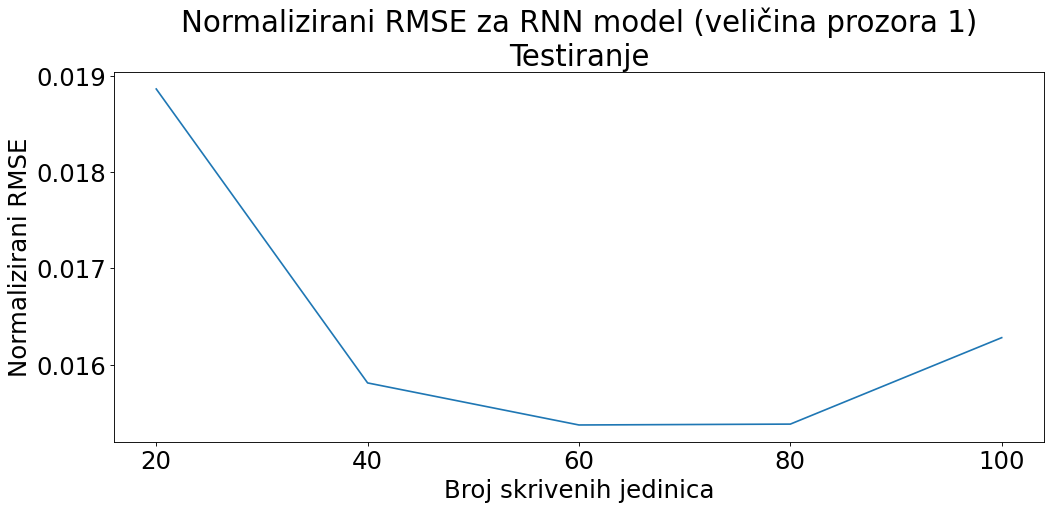 Normalizirani RMSE za RNN model (veličina prozora 1)
Testiranje
Normalizirani RMSE
0.019
0.018
0.017
0.016
20 40 60 80 100
Broj skrivenih jedinica